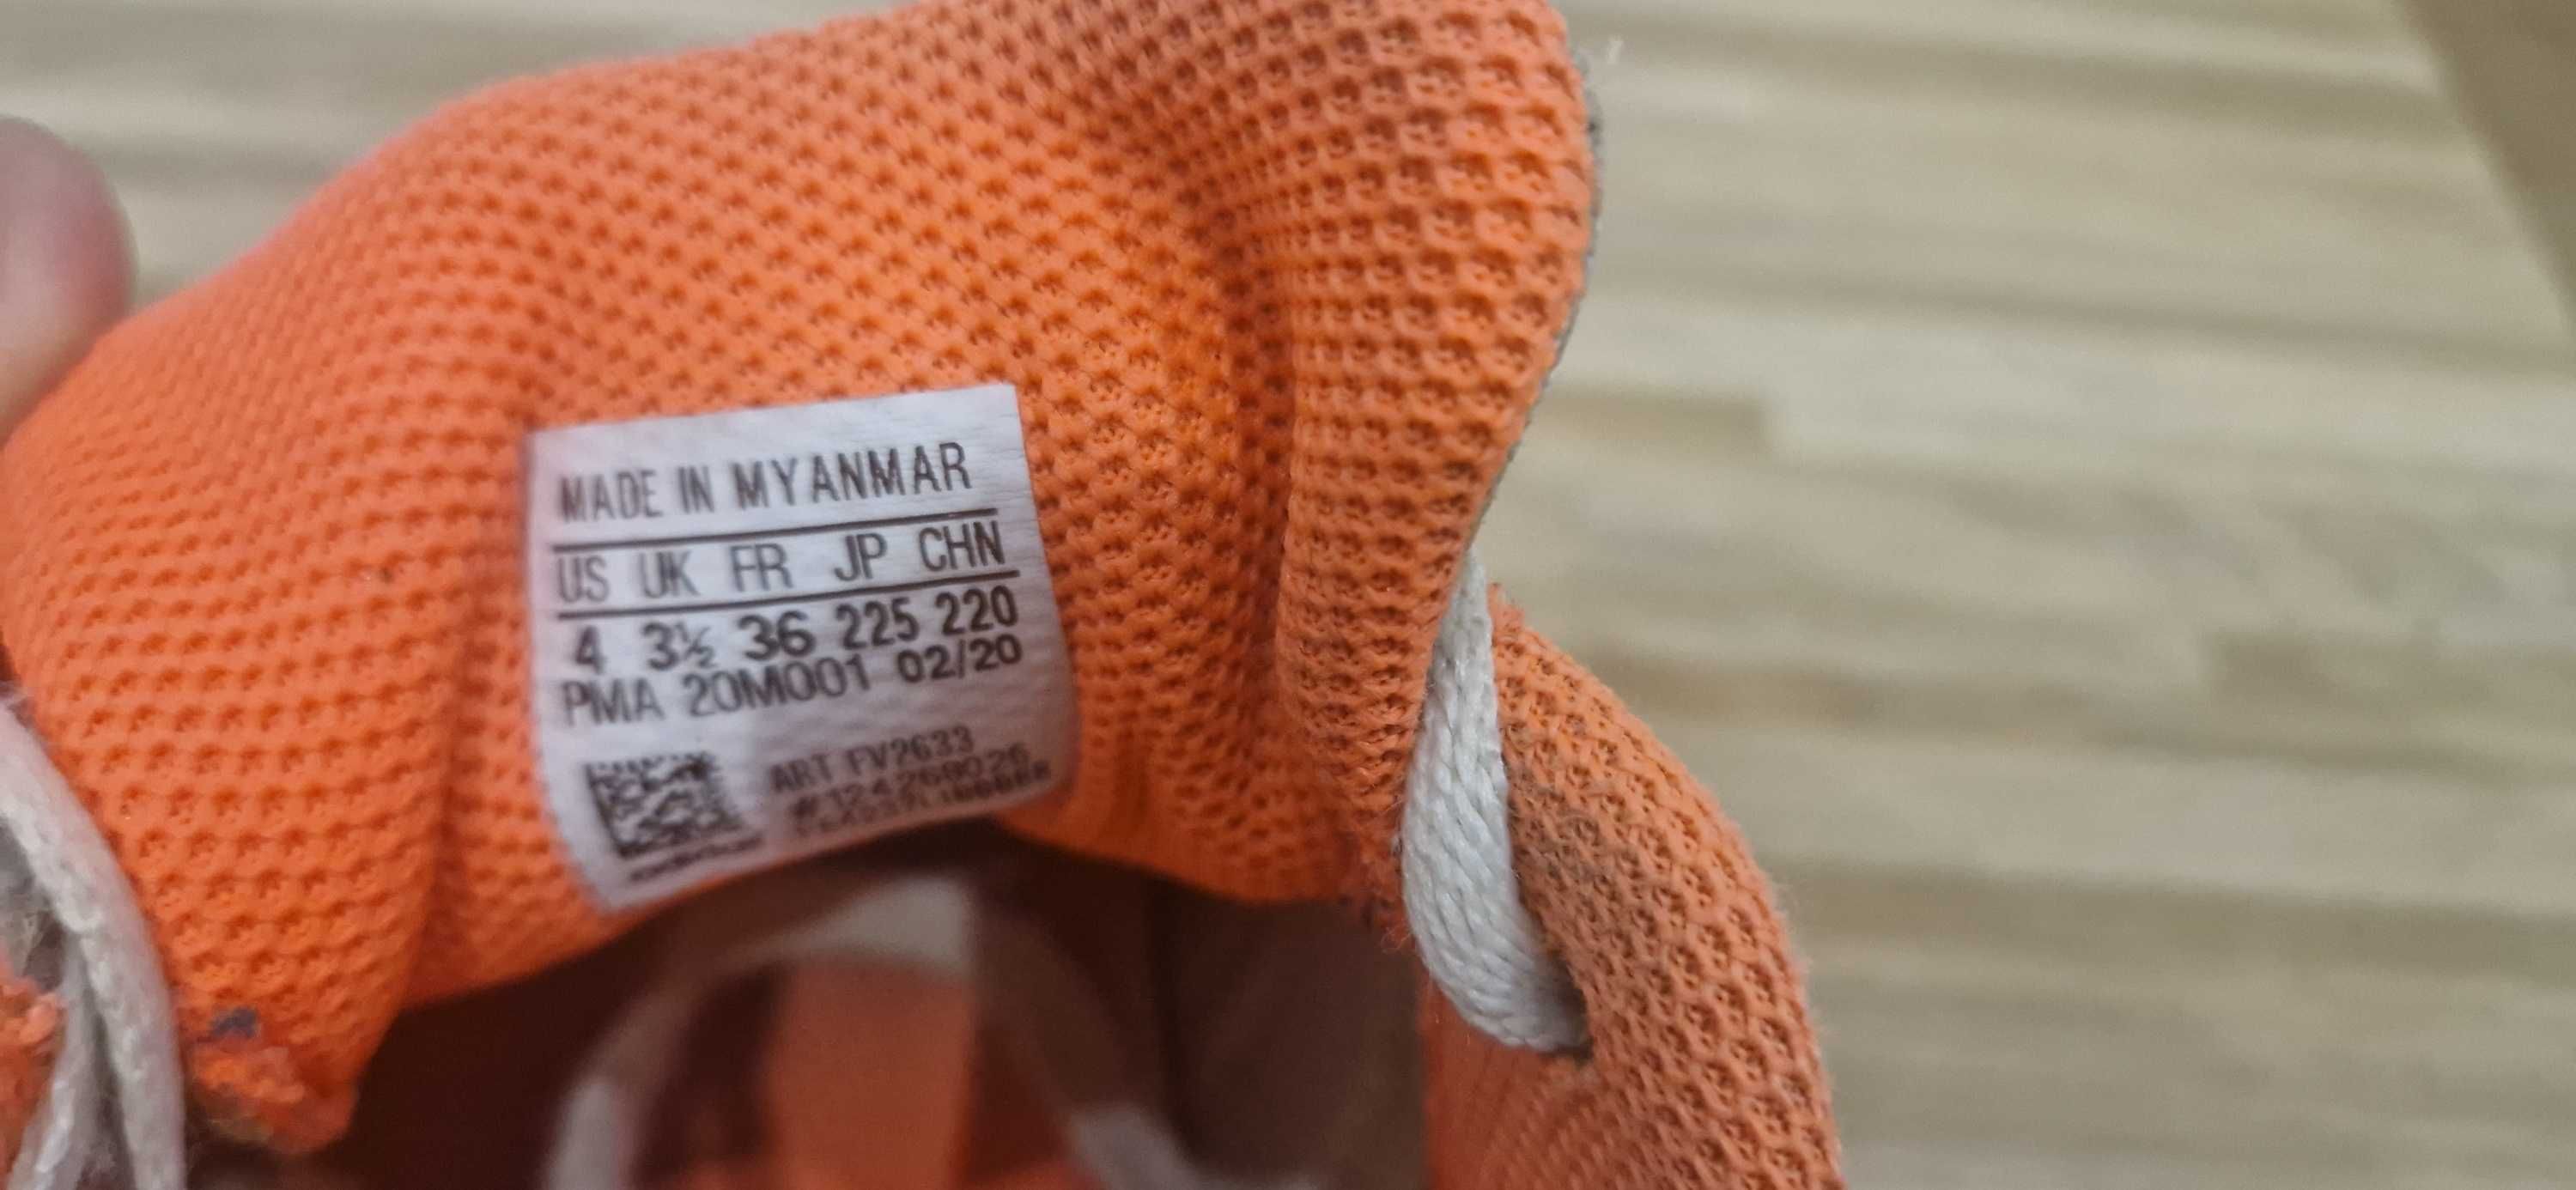 MADE IN MYANMAR
US UK FR JP CHN
4 3½ 36 225 220
PMA 20M001 02/20
ART FV2633